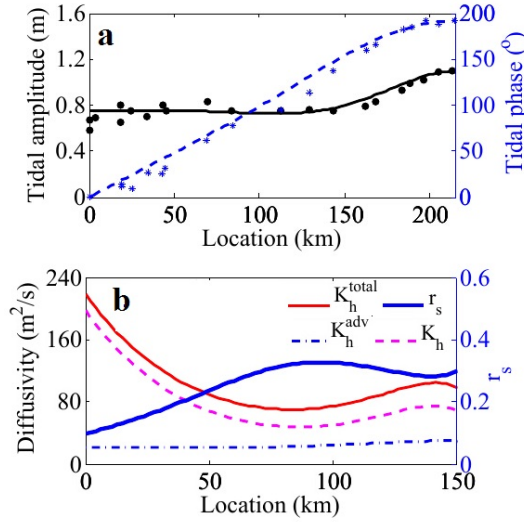 a
Tidal amplitude (m)
1.6
1.2
0.8
0.4
0
0 50 100 150 200
Location (km)
200
150
100
50
0
Tidal phase (°)
b
Diffusivity (m²/s)
240
160
80
0
K_h^total r_s
K_h^adv K_h
0 50 100 150
Location (km)
0.6
0.4
0.2
0
r_s